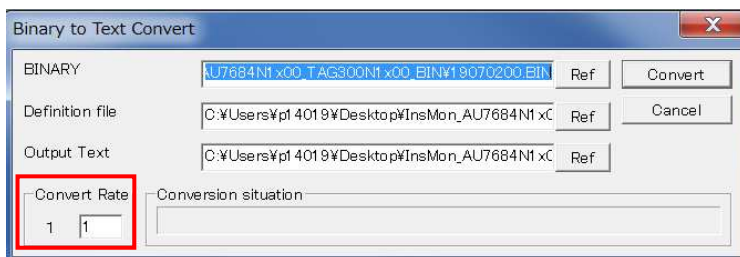 Binary to Text Convert
BINARY
AU7684N1x00_TAG300N1x00_BIN¥19070200.BIN
Ref
Convert
Definition file
C:¥Users¥p14019¥Desktop¥InsMon_AU7684N1x0
Ref
Cancel
Output Text
C:¥Users¥p14019¥Desktop¥InsMon_AU7684N1x0
Ref
Convert Rate
1 1
Conversion situation